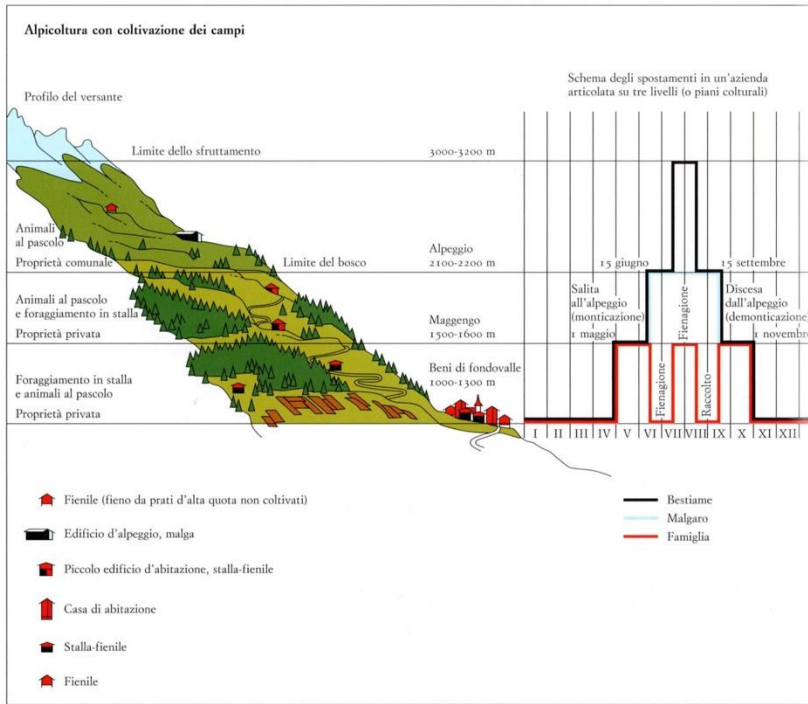 Alpicoltura con coltivazione dei campi
Schema degli spostamenti in un'azienda
articolata su tre livelli (o piani colturali)
Profilo del versante
Limite dello sfruttamento
3000-3200 m
Animali
al pascolo
Proprietà comunale
Limite del bosco
Alpeggio
2100-2200 m
15 giugno
15 settembre
Animali al pascolo
e foraggiamento in stalla
Proprietà privata
Maggengo
1500-1600 m
Salita
all'alpeggio
(monticazione)
1 maggio
Fienagione
Discesa
dall'alpeggio
(demonticazione)
1 novembre
Foraggiamento in stalla
e animali al pascolo
Proprietà privata
Beni di fondovalle
1000-1300 m
Fienagione
Raccolto
I II III IV V VI VII VIII IX X XI XII
Fienile (fieno da prati d'alta quota non coltivati)
Edificio d'alpeggio, malga
Piccolo edificio d'abitazione, stalla-fienile
Casa di abitazione
Stalla-fienile
Fienile
Bestiame
Malgaro
Famiglia